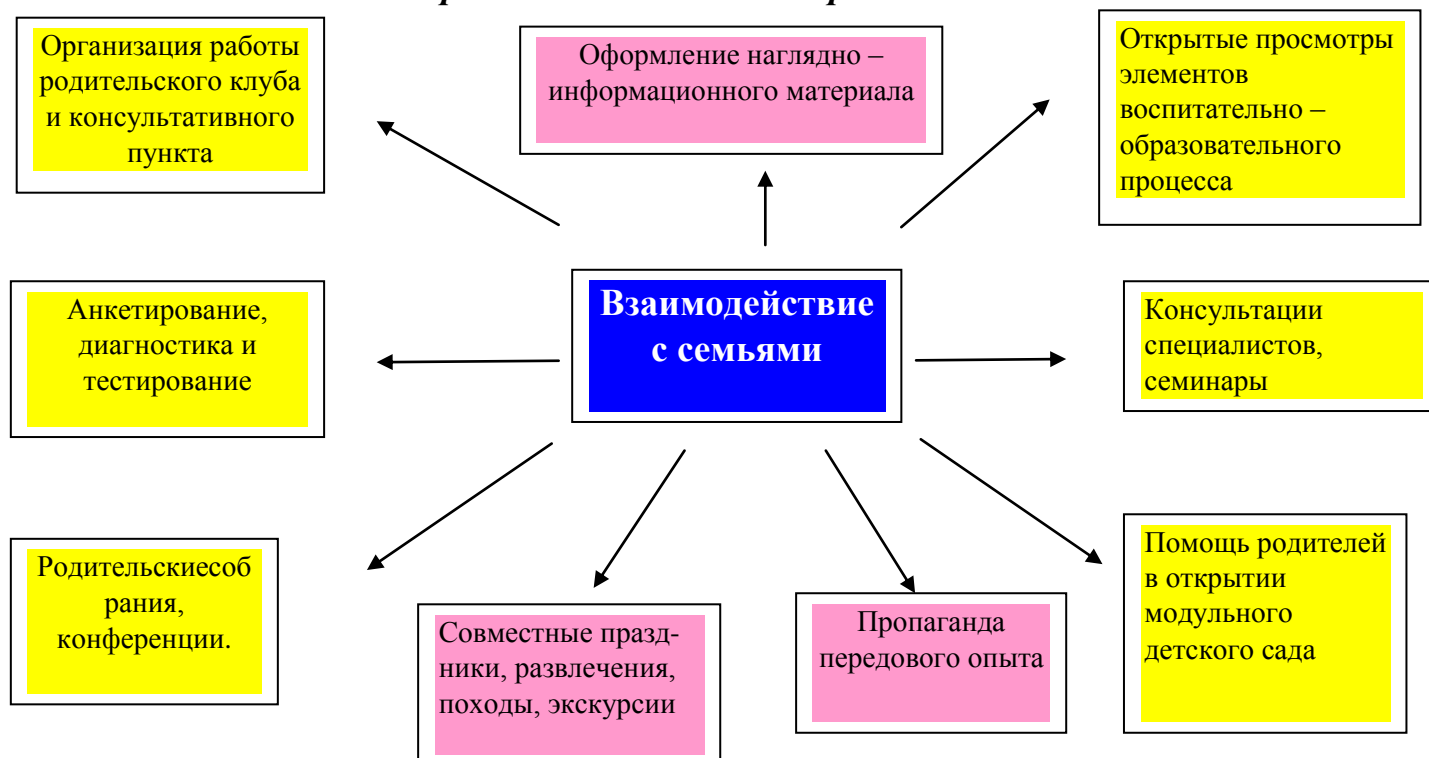 Организация работы
родительского клуба
и консультативного
пункта
Оформление наглядно –
информационного материала
Открытые просмотры
элементов
воспитательно –
образовательного
процесса
Анкетирование,
диагностика и
тестирование
Взаимодействие
с семьями
Консультации
специалистов,
семинары
Родительскиесоб
рания,
конференции.
Совместные празд-
ники, развлечения,
походы, экскурсии
Пропаганда
передового опыта
Помощь родителей
в открытии
модульного
детского сада